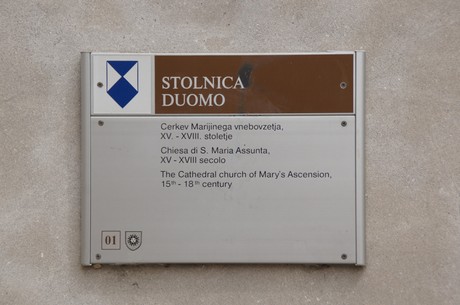 STOLNICA
DUOMO
Cerkev Marijinega vnebovzetja,
XV. - XVIII. stoletje
Chiesa di S. Maria Assunta,
XV - XVIII secolo
The Cathedral church of Mary's Ascension,
15th - 18th century
01